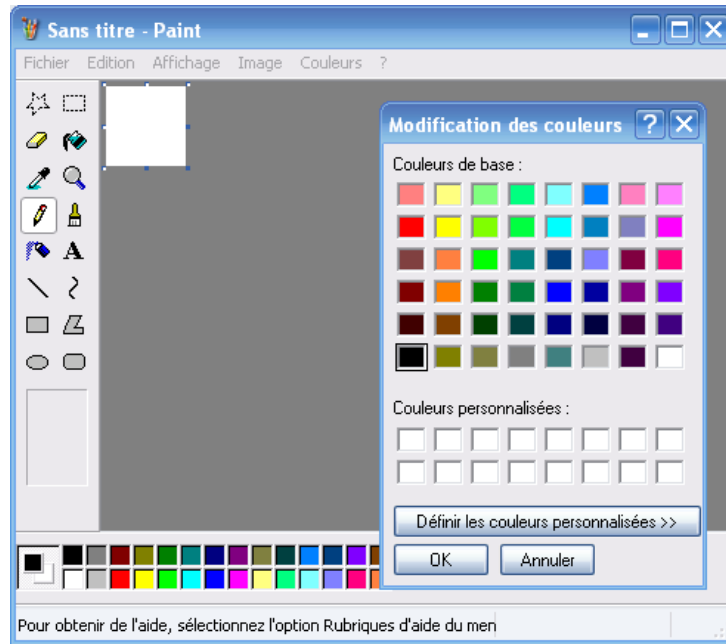 Sans titre - Paint
Fichier Edition Affichage Image Couleurs ?
Modification des couleurs
Couleurs de base :
A
Couleurs personnalisées :
Définir les couleurs personnalisées >>
OK Annuler
Pour obtenir de l'aide, sélectionnez l'option Rubriques d'aide du men